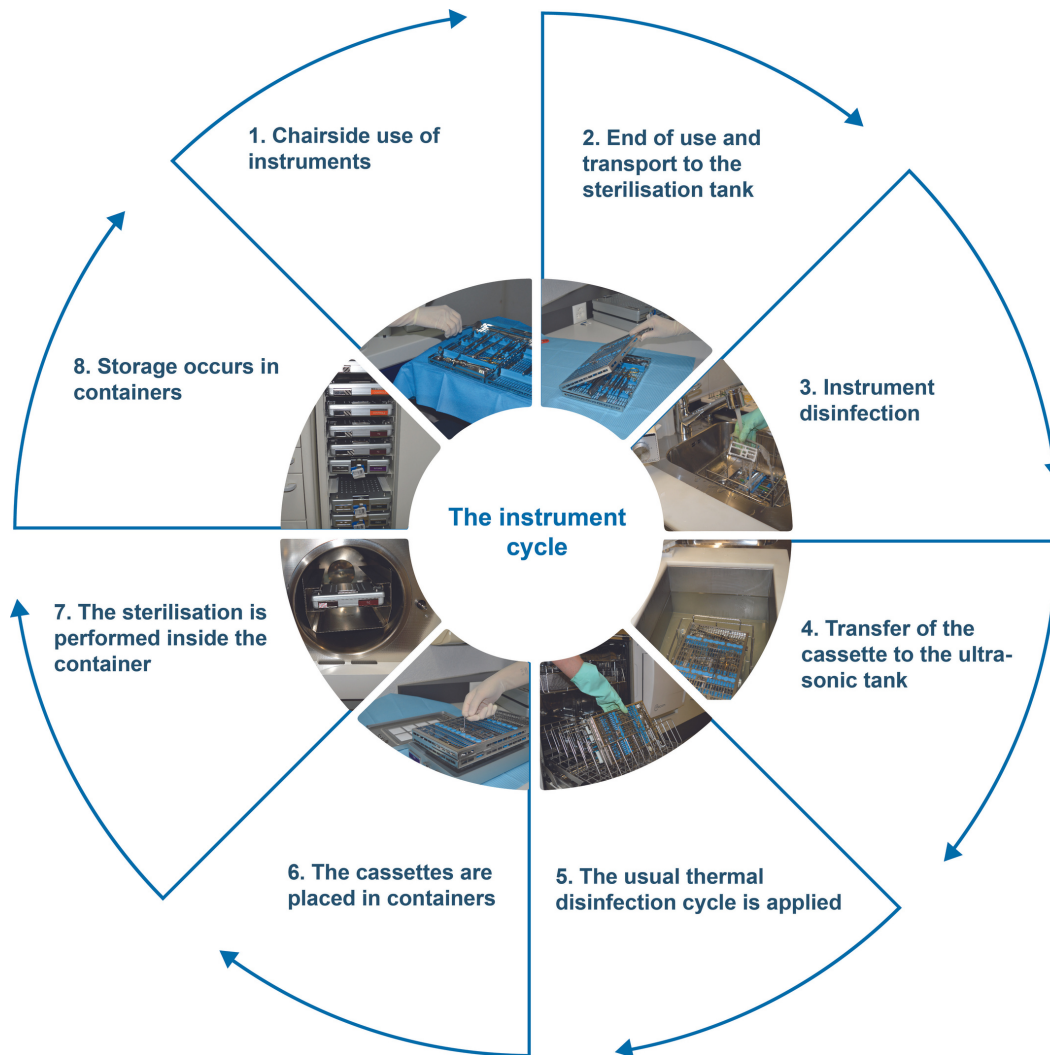 1. Chairside use of
instruments
2. End of use and
transport to the
sterilisation tank
3. Instrument
disinfection
4. Transfer of the
cassette to the ultra-
sonic tank
5. The usual thermal
disinfection cycle is applied
6. The cassettes are
placed in containers
7. The sterilisation is
performed inside the
container
8. Storage occurs in
containers
The instrument
cycle